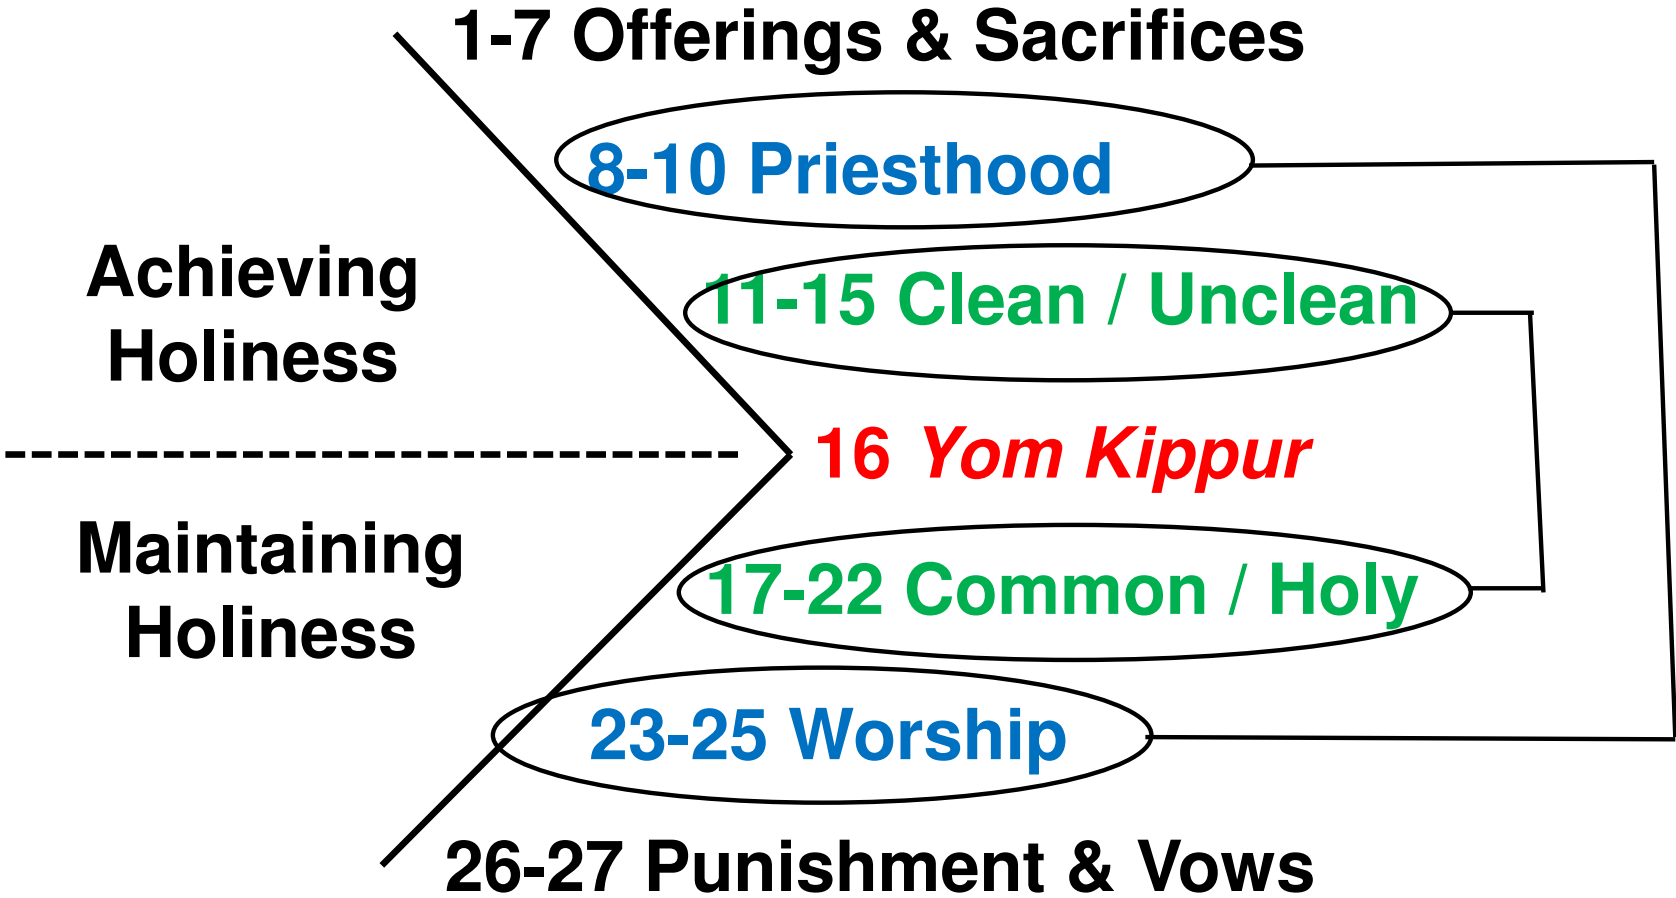 1-7 Offerings & Sacrifices
8-10 Priesthood
11-15 Clean / Unclean
Achieving
Holiness
16 Yom Kippur
Maintaining
Holiness
17-22 Common / Holy
23-25 Worship
26-27 Punishment & Vows